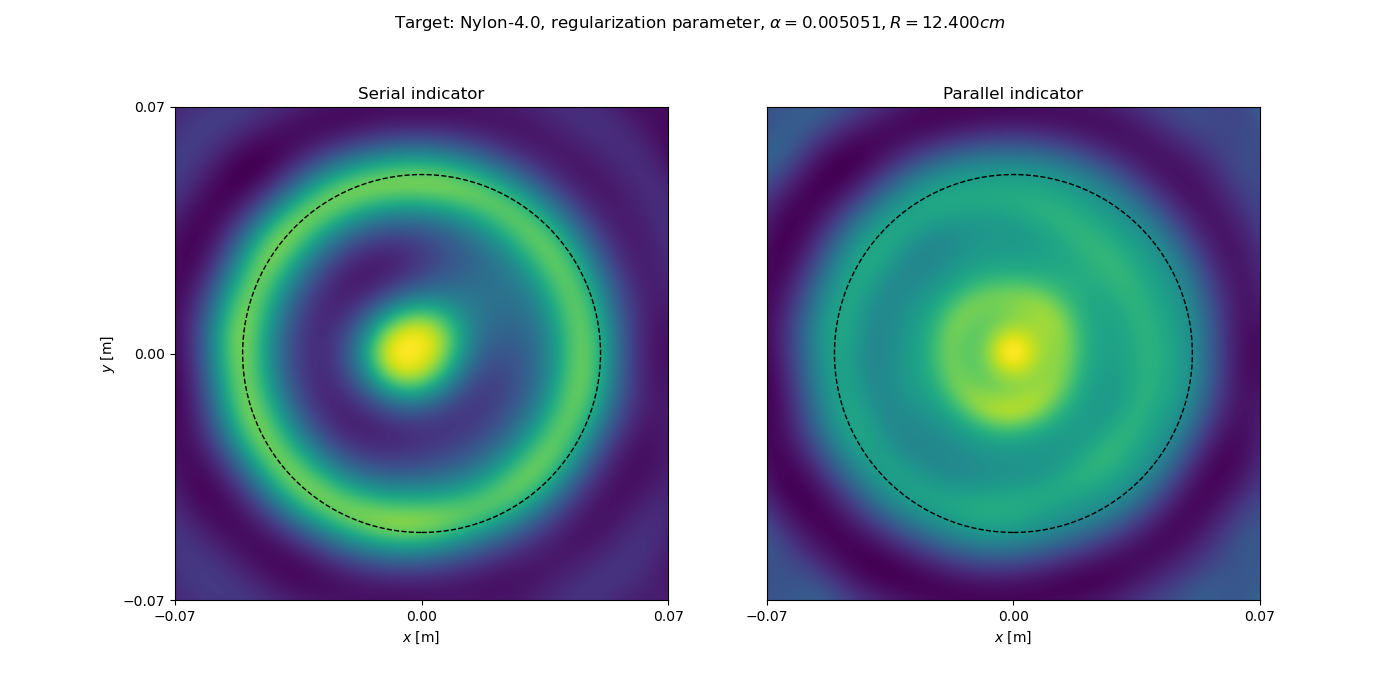 Target: Nylon-4.0, regularization parameter, α = 0.005051, R = 12.400cm
Serial indicator
Parallel indicator
0.07
0.00
−0.07
y [m]
−0.07
0.00
0.07
x [m]
−0.07
0.00
0.07
x [m]